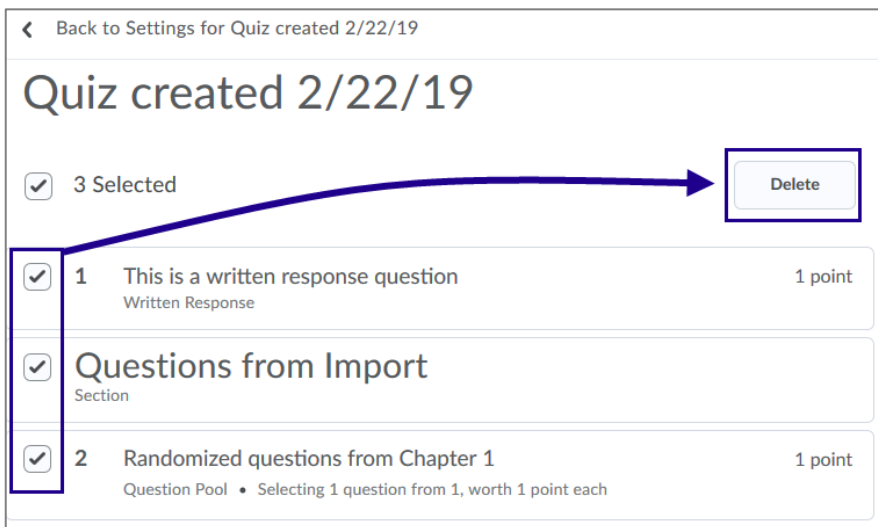 Back to Settings for Quiz created 2/22/19
Quiz created 2/22/19
3 Selected
Delete
1 This is a written response question 1 point
Written Response
Questions from Import
Section
2 Randomized questions from Chapter 1 1 point
Question Pool • Selecting 1 question from 1, worth 1 point each